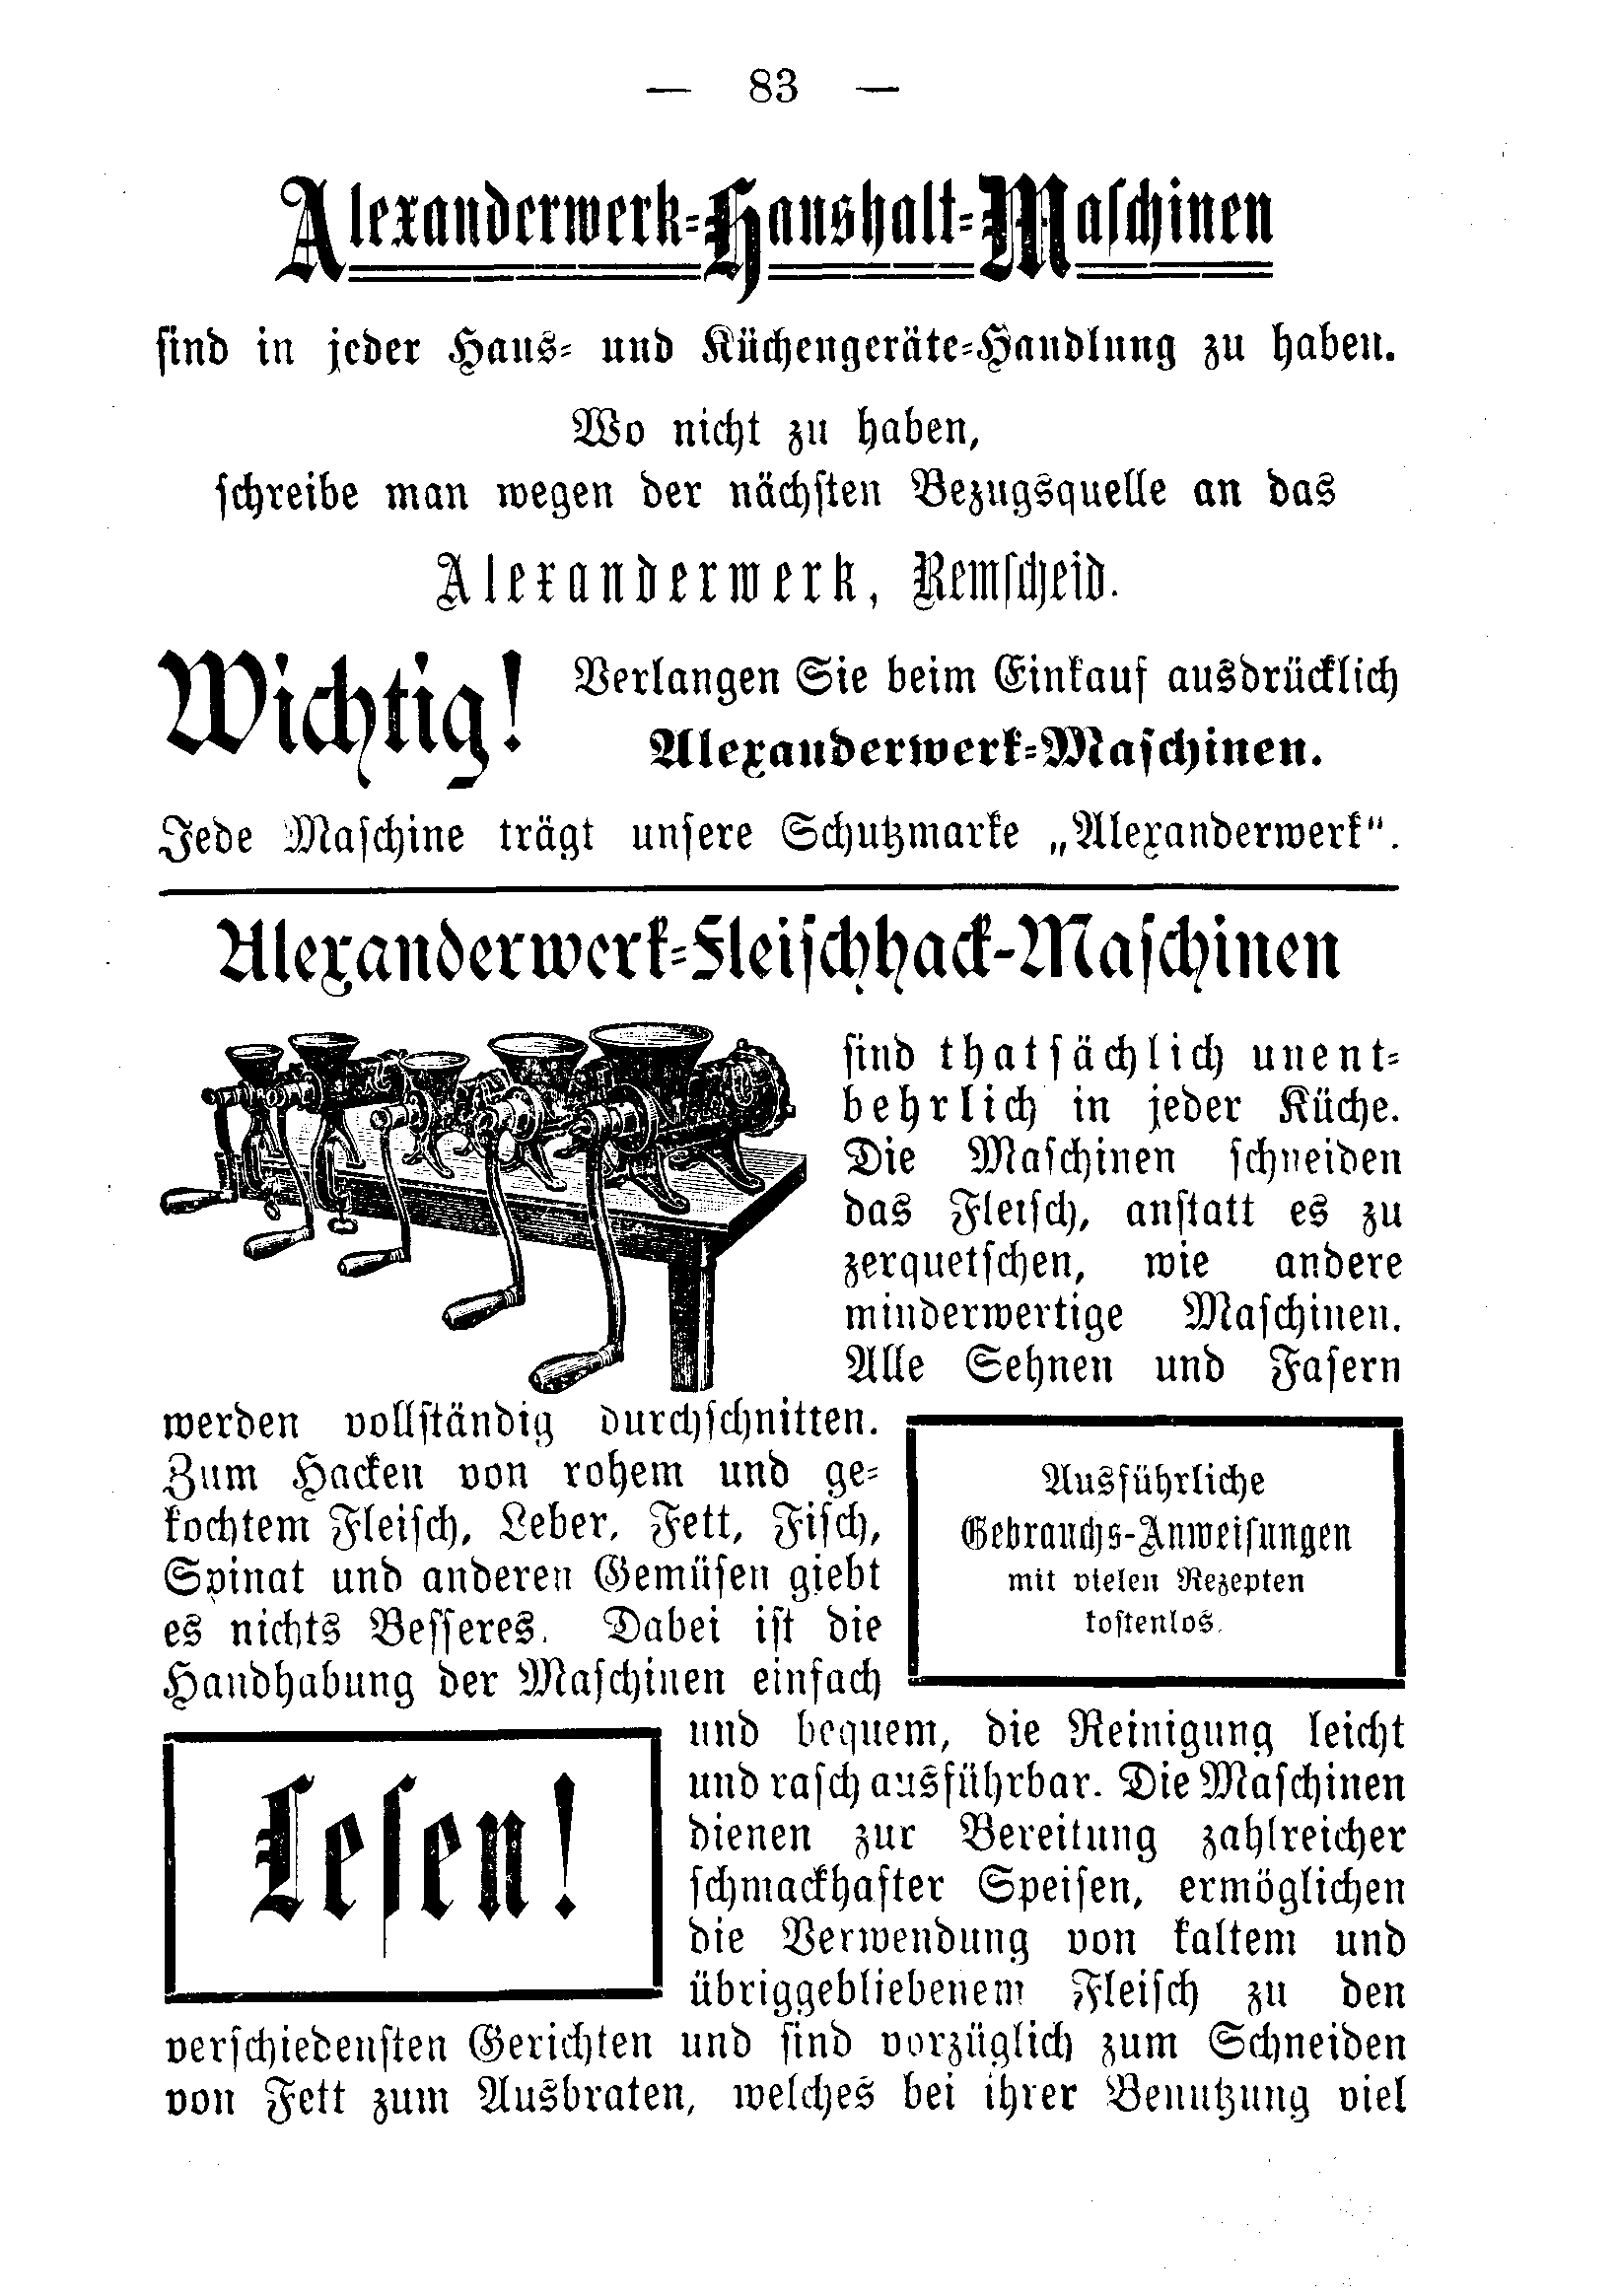 — 83 —
Alexanderwerk-Haushalt-Maschinen
sind in jeder Haus- und Küchengeräte-Handlung zu haben.
Wo nicht zu haben,
schreibe man wegen der nächsten Bezugsquelle an das
Alexanderwerk, Remscheid.
Wichtig!
Verlangen Sie beim Einkauf ausdrücklich
Alexanderwerk-Maschinen.
Jede Maschine trägt unsere Schutzmarke „Alexanderwerk“.
Alexanderwerk-Fleischhack-Maschinen
sind thatsächlich unent-
behrlich in jeder Küche.
Die Maschinen schneiden
das Fleisch, anstatt es zu
zerquetschen, wie andere
minderwertige Maschinen.
Alle Sehnen und Fasern
werden vollständig durchschnitten.
Zum Hacken von rohem und ge-
kochtem Fleisch, Leber, Fett, Fisch,
Spinat und anderen Gemüsen giebt
es nichts Besseres. Dabei ist die
Handhabung der Maschinen einfach
Ausführliche
Gebrauchs-Anweisungen
mit vielen Rezepten
kostenlos.
Lesen!
und bequem, die Reinigung leicht
und rasch ausführbar. Die Maschinen
dienen zur Bereitung zahlreicher
schmackhafter Speisen, ermöglichen
die Verwendung von kaltem und
übriggebliebenem Fleisch zu den
verschiedensten Gerichten und sind vorzüglich zum Schneiden
von Fett zum Ausbraten, welches bei ihrer Benutzung viel